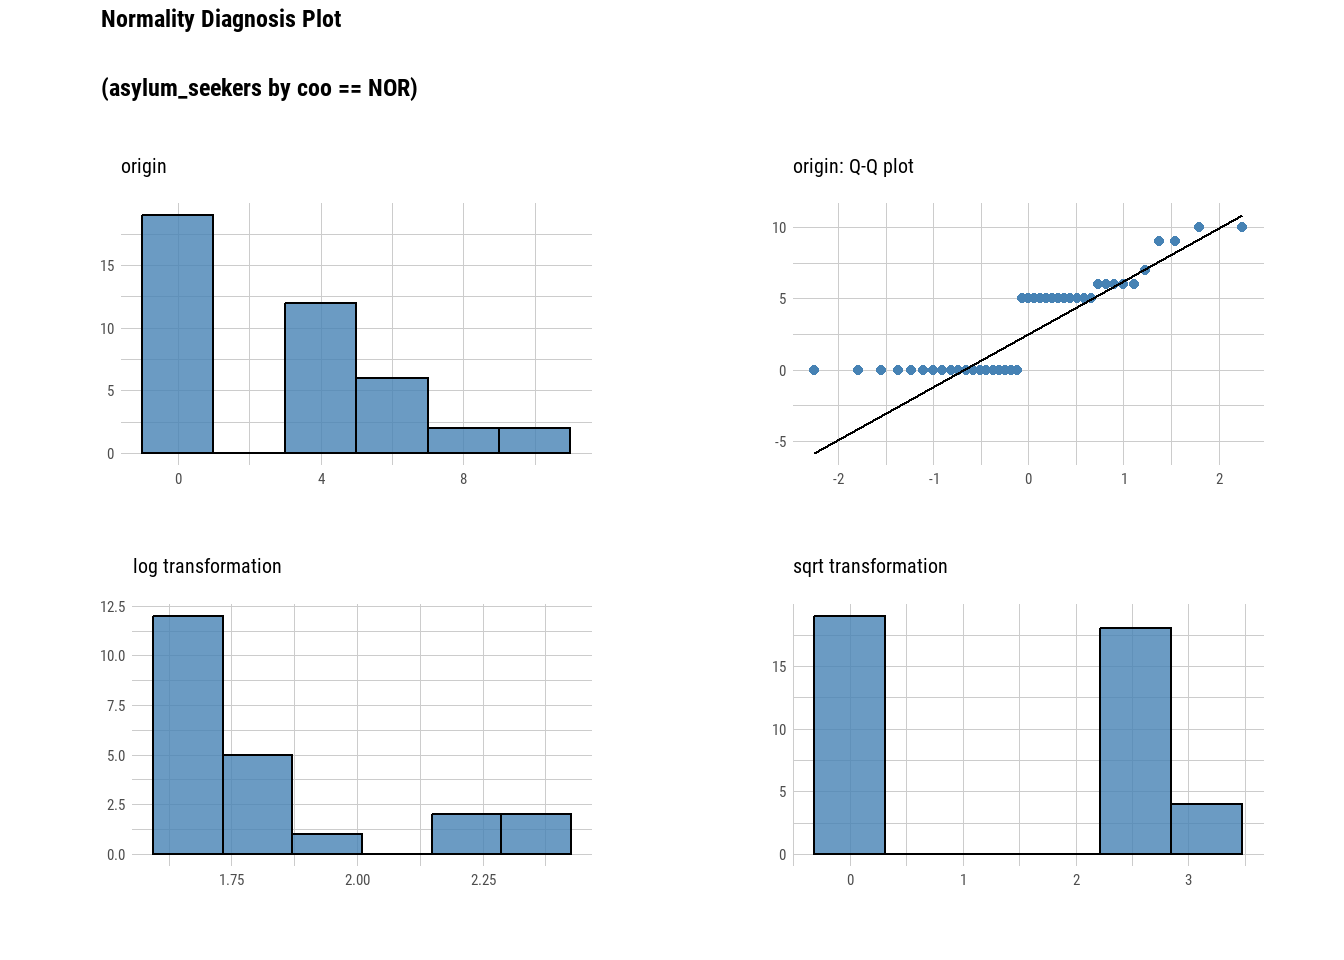 Normality Diagnosis Plot
(asylum_seekers by coo == NOR)
origin
15
10
5
0
0 4 8
origin: Q-Q plot
10
5
0
-5
-2 -1 0 1 2
log transformation
12.5
10.0
7.5
5.0
2.5
0.0
1.75 2.00 2.25
sqrt transformation
15
10
5
0
0 1 2 3